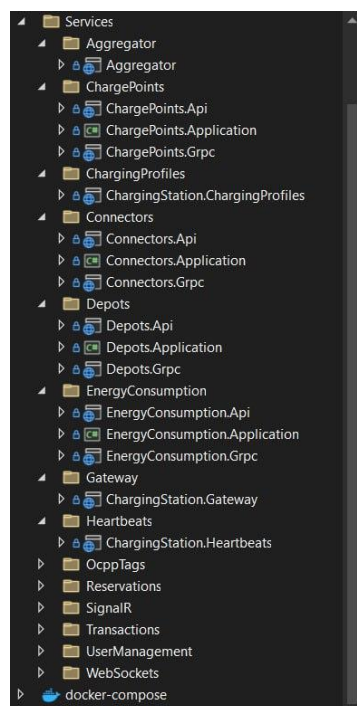 Services
Aggregator
Aggregator
ChargePoints
ChargePoints.Api
ChargePoints.Application
ChargePoints.Grpc
ChargingProfiles
ChargingStation.ChargingProfiles
Connectors
Connectors.Api
Connectors.Application
Connectors.Grpc
Depots
Depots.Api
Depots.Application
Depots.Grpc
EnergyConsumption
EnergyConsumption.Api
EnergyConsumption.Application
EnergyConsumption.Grpc
Gateway
ChargingStation.Gateway
Heartbeats
ChargingStation.Heartbeats
OcppTags
Reservations
SignalR
Transactions
UserManagement
WebSockets
docker-compose